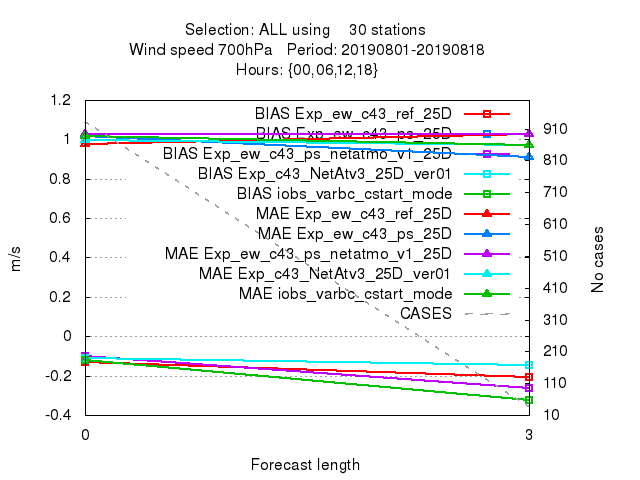 Selection: ALL using 30 stations
Wind speed 700hPa Period: 20190801-20190818
Hours: {00,06,12,18}
1.2
1
0.8
0.6
0.4
0.2
0
-0.2
-0.4
m/s
BIAS Exp_ew_c43_ref_25D
BIAS Exp_ew_c43_ps_25D
BIAS Exp_ew_c43_ps_netatmo_v1_25D
BIAS Exp_c43_NetAtv3_25D_ver01
BIAS iobs_varbc_cstart_mode
MAE Exp_ew_c43_ref_25D
MAE Exp_ew_c43_ps_25D
MAE Exp_ew_c43_ps_netatmo_v1_25D
MAE Exp_c43_NetAtv3_25D_ver01
MAE iobs_varbc_cstart_mode
CASES
910
810
710
610
510
410
310
210
110
10
No cases
0 3
Forecast length